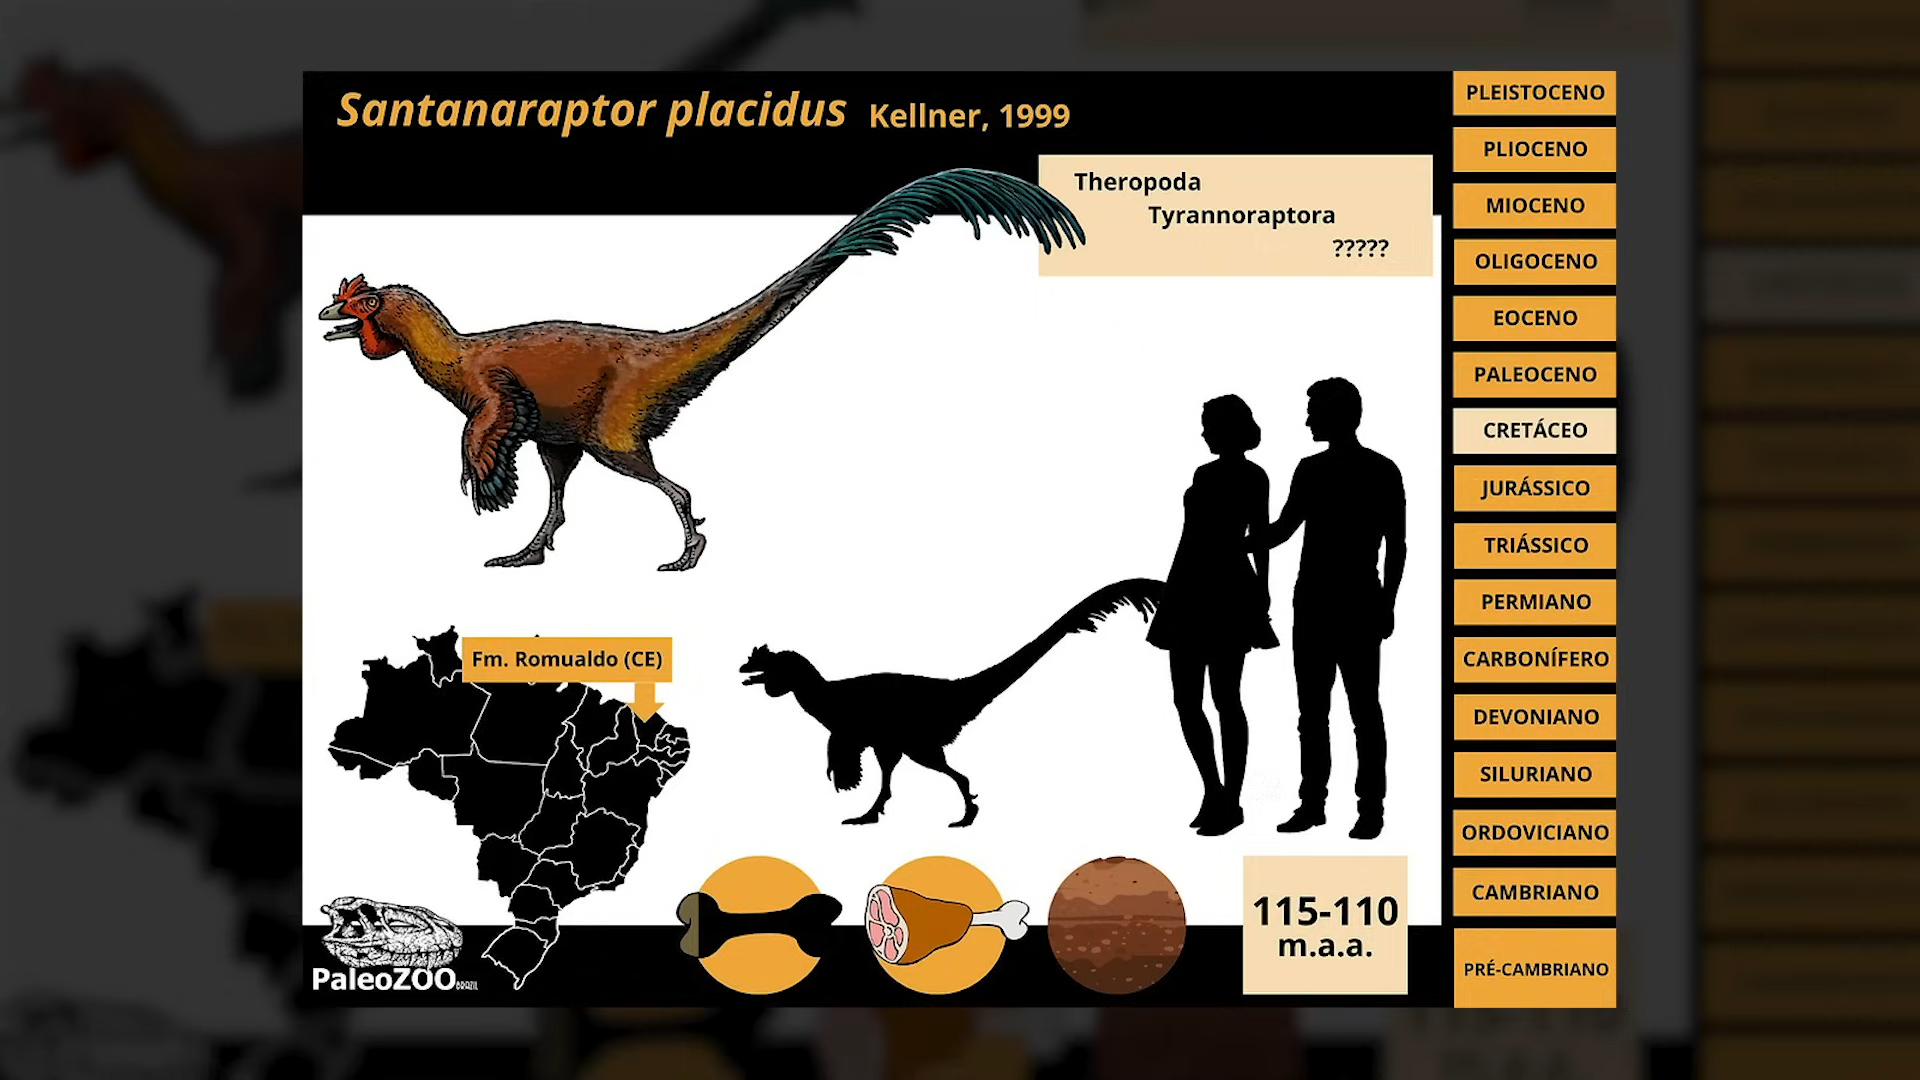 Santanaraptor placidus Kellner, 1999
Theropoda
Tyrannoraptora
?????
Fm. Romualdo (CE)
PaleoZOO BRAZIL
115-110
m.a.a.
PLEISTOCENO
PLIOCENO
MIOCENO
OLIGOCENO
EOCENO
PALEOCENO
CRETÁCEO
JURÁSSICO
TRIÁSSICO
PERMIANO
CARBONÍFERO
DEVONIANO
SILURIANO
ORDOVICIANO
CAMBRIANO
PRÉ-CAMBRIANO